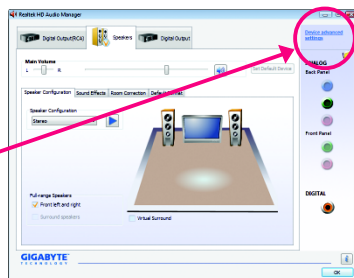 Realtek HD Audio Manager
Digital Output(RCA)
Speakers
Digital Output
Device advanced
settings
Main Volume
L
R
Set Default Device
ANALOG
Back Panel
Speaker Configuration
Sound Effects
Room Correction
Default Format
Speaker Configuration
Stereo
Front Panel
Full-range Speakers
Front left and right
Surround speakers
Virtual Surround
DIGITAL
GIGABYTE
TECHNOLOGY
i
OK